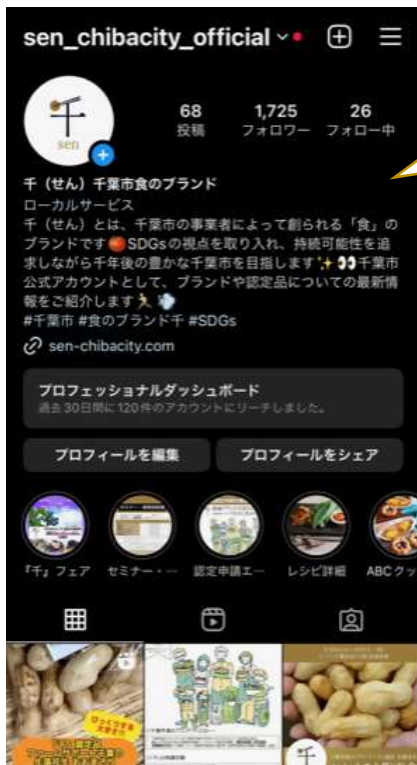 sen_chibacity_official
千
sen
68
投稿
1,725
フォロワー
26
フォロー中
千（せん）千葉市食のブランド
ローカルサービス
千（せん）とは、千葉市の事業者によって創られる「食」の
ブランドです🍅SDGsの視点を取り入れ、持続可能性を追
求しながら千年後の豊かな千葉市を目指します✨👀千葉市
公式アカウントとして、ブランドや認定品についての最新情
報をご紹介します🏃💨
#千葉市 #食のブランド千 #SDGs
sen-chibacity.com
プロフェッショナルダッシュボード
過去30日間に120件のアカウントにリーチしました。
プロフィールを編集
プロフィールをシェア
『千』フェア
セミナー・…
認定申請エ…
レシピ詳細
ABCクッ
千